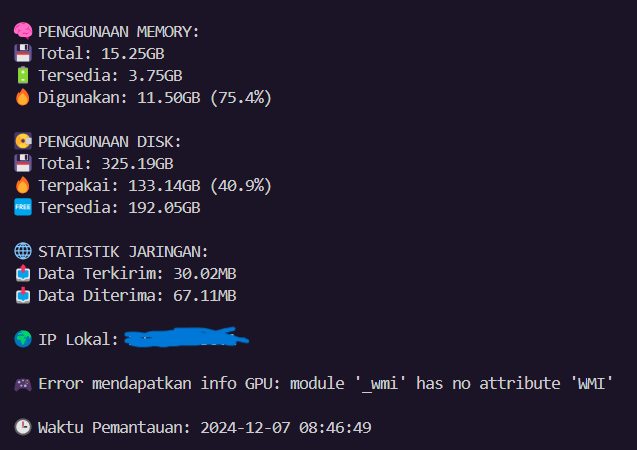 🧠 PENGGUNAAN MEMORY:
💾 Total: 15.25GB
🔋 Tersedia: 3.75GB
🔥 Digunakan: 11.50GB (75.4%)
💽 PENGGUNAAN DISK:
💾 Total: 325.19GB
🔥 Terpakai: 133.14GB (40.9%)
🆓 Tersedia: 192.05GB
🌐 STATISTIK JARINGAN:
📤 Data Terkirim: 30.02MB
📥 Data Diterima: 67.11MB
🌍 IP Lokal:
🎮 Error mendapatkan info GPU: module '_wmi' has no attribute 'WMI'
🕒 Waktu Pemantauan: 2024-12-07 08:46:49